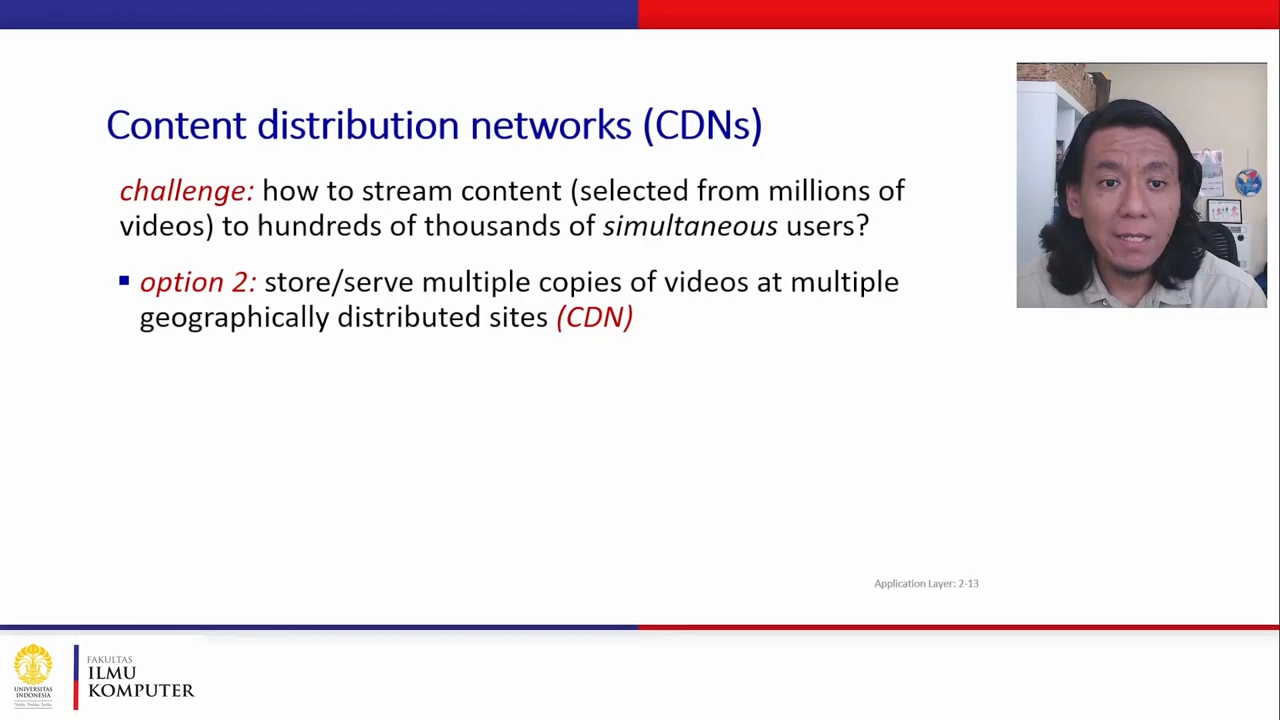 Content distribution networks (CDNs)
challenge: how to stream content (selected from millions of
videos) to hundreds of thousands of simultaneous users?
▪ option 2: store/serve multiple copies of videos at multiple
geographically distributed sites (CDN)
Application Layer: 2-13
UNIVERSITAS
INDONESIA
FAKULTAS
ILMU
KOMPUTER